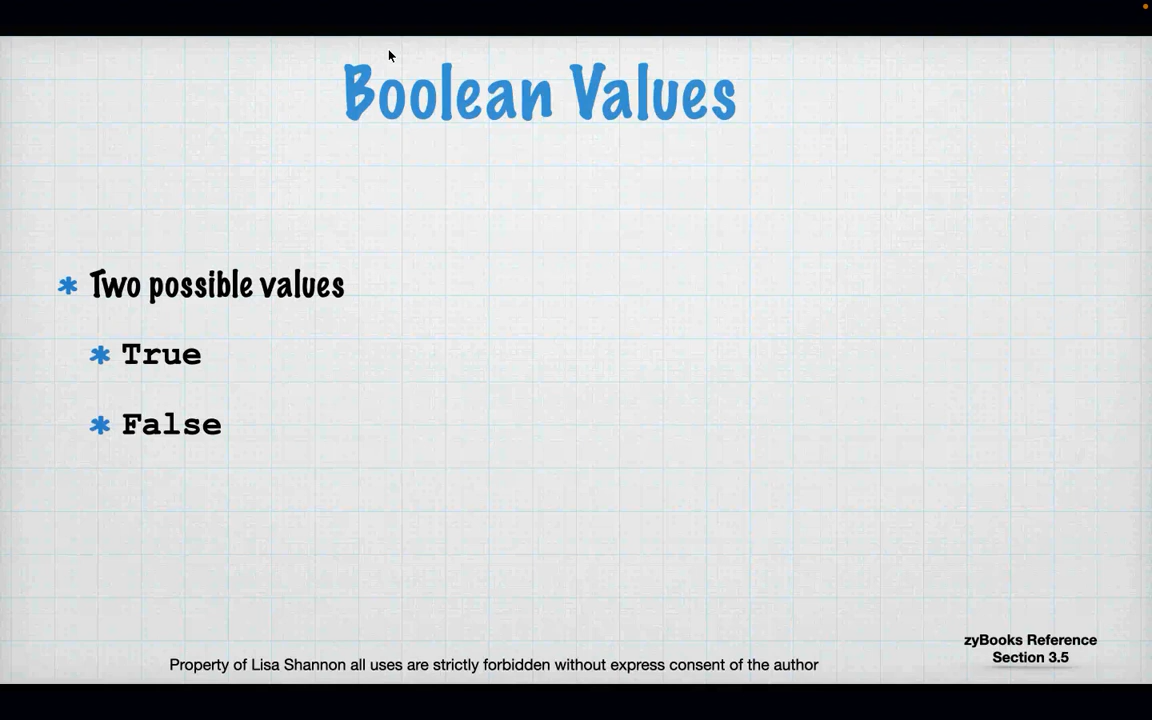 Boolean Values
Two possible values
True
False
zyBooks Reference
Section 3.5
Property of Lisa Shannon all uses are strictly forbidden without express consent of the author